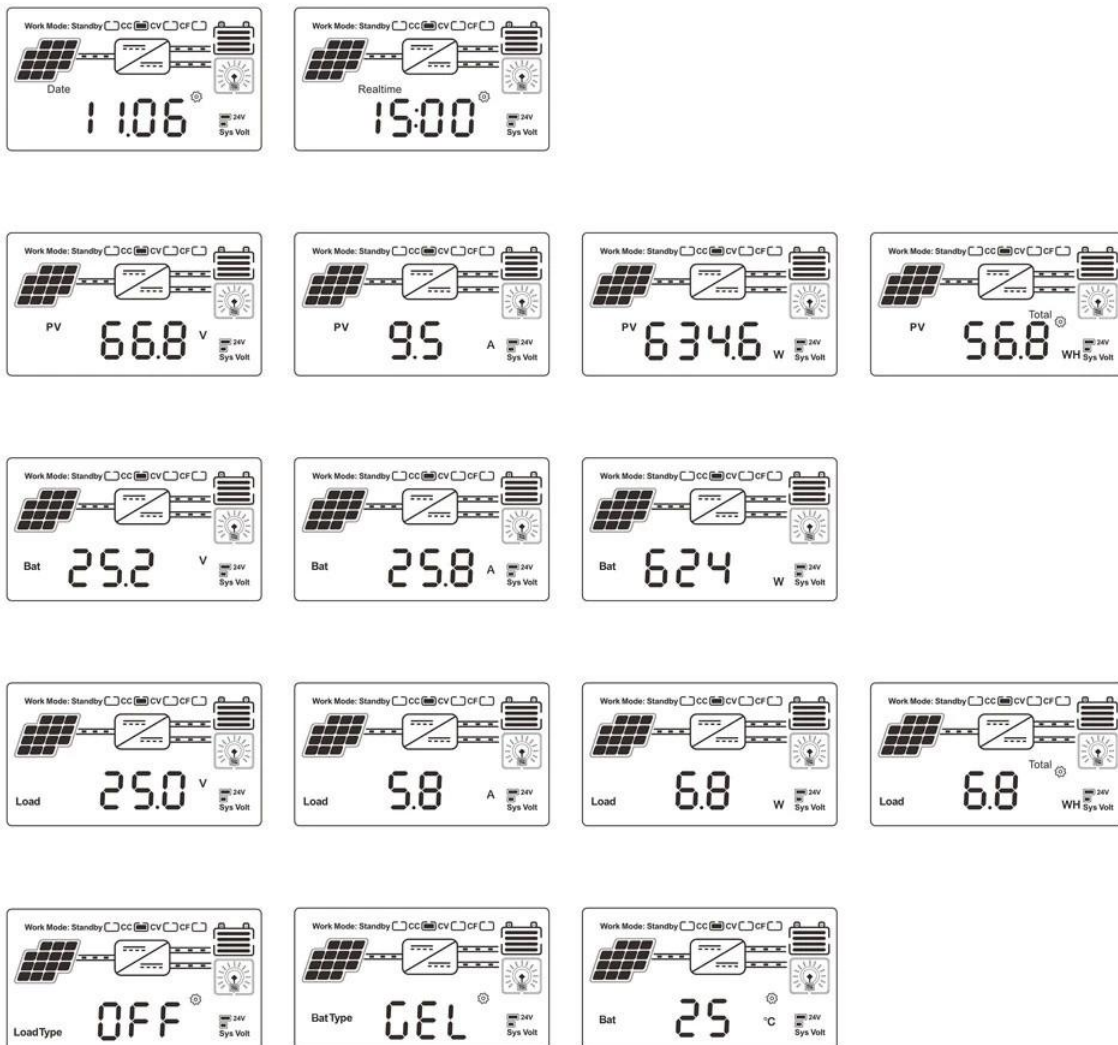 Work Mode: Standby CC CV CF
Date
11.06
24V
Sys Volt
Work Mode: Standby CC CV CF
Realtime
15:00
24V
Sys Volt
Work Mode: Standby CC CV CF
PV
66.8 V
24V
Sys Volt
Work Mode: Standby CC CV CF
PV
9.5 A
24V
Sys Volt
Work Mode: Standby CC CV CF
PV
634.6 W
24V
Sys Volt
Work Mode: Standby CC CV CF
Total
PV
56.8 WH
24V
Sys Volt
Work Mode: Standby CC CV CF
Bat 25.2 V
24V
Sys Volt
Work Mode: Standby CC CV CF
Bat 25.8 A
24V
Sys Volt
Work Mode: Standby CC CV CF
Bat 624 W
24V
Sys Volt
Work Mode: Standby CC CV CF
Load 25.0 V
24V
Sys Volt
Work Mode: Standby CC CV CF
Load 5.8 A
24V
Sys Volt
Work Mode: Standby CC CV CF
Load 6.8 W
24V
Sys Volt
Work Mode: Standby CC CV CF
Total
Load 6.8 WH
24V
Sys Volt
Work Mode: Standby CC CV CF
Load Type OFF
24V
Sys Volt
Work Mode: Standby CC CV CF
Bat Type GEL
24V
Sys Volt
Work Mode: Standby CC CV CF
Bat 25 °C
24V
Sys Volt